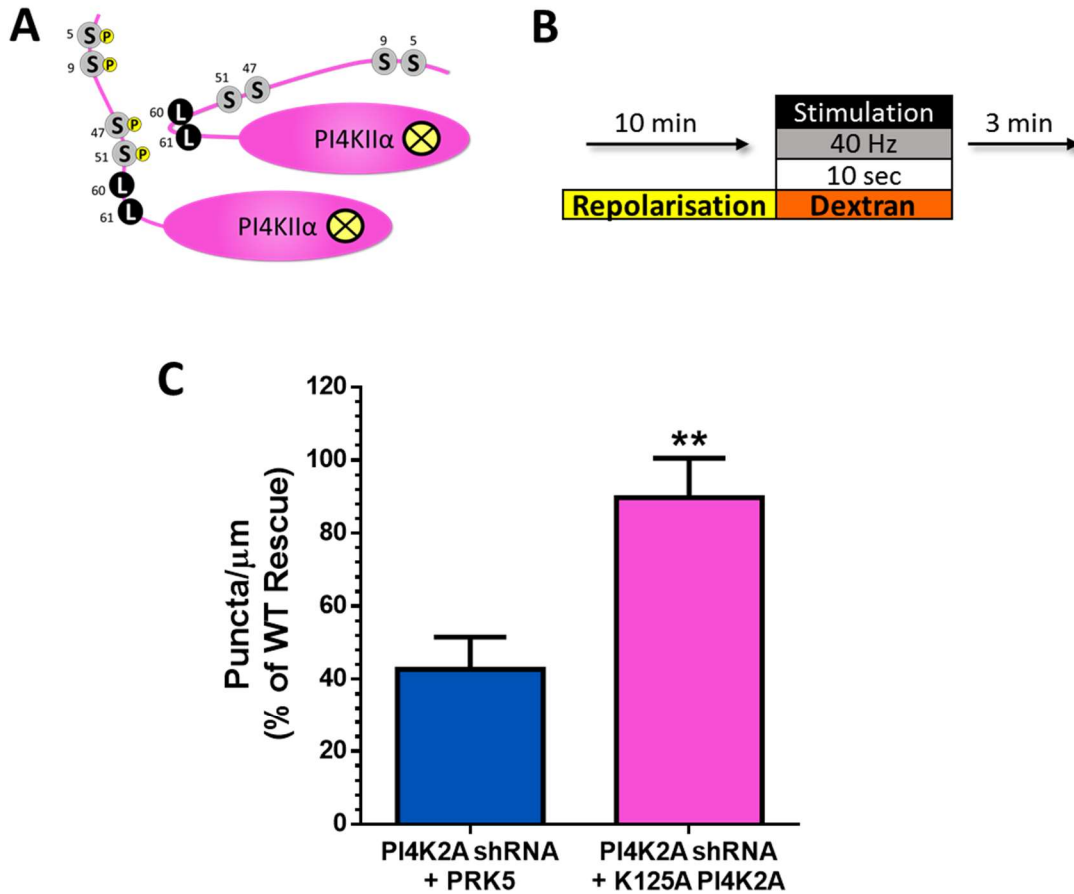 A
5
S
P
9
S
P
47
S
P
51
S
P
60
L
61
L
PI4KIIα
9
5
S
S
51
47
S
S
60
L
61
L
PI4KIIα
B
10 min
Stimulation
3 min
40 Hz
10 sec
Repolarisation
Dextran
C
Puncta/μm
(% of WT Rescue)
120
100
80
60
40
20
0
**
PI4K2A shRNA
+ PRK5
PI4K2A shRNA
+ K125A PI4K2A